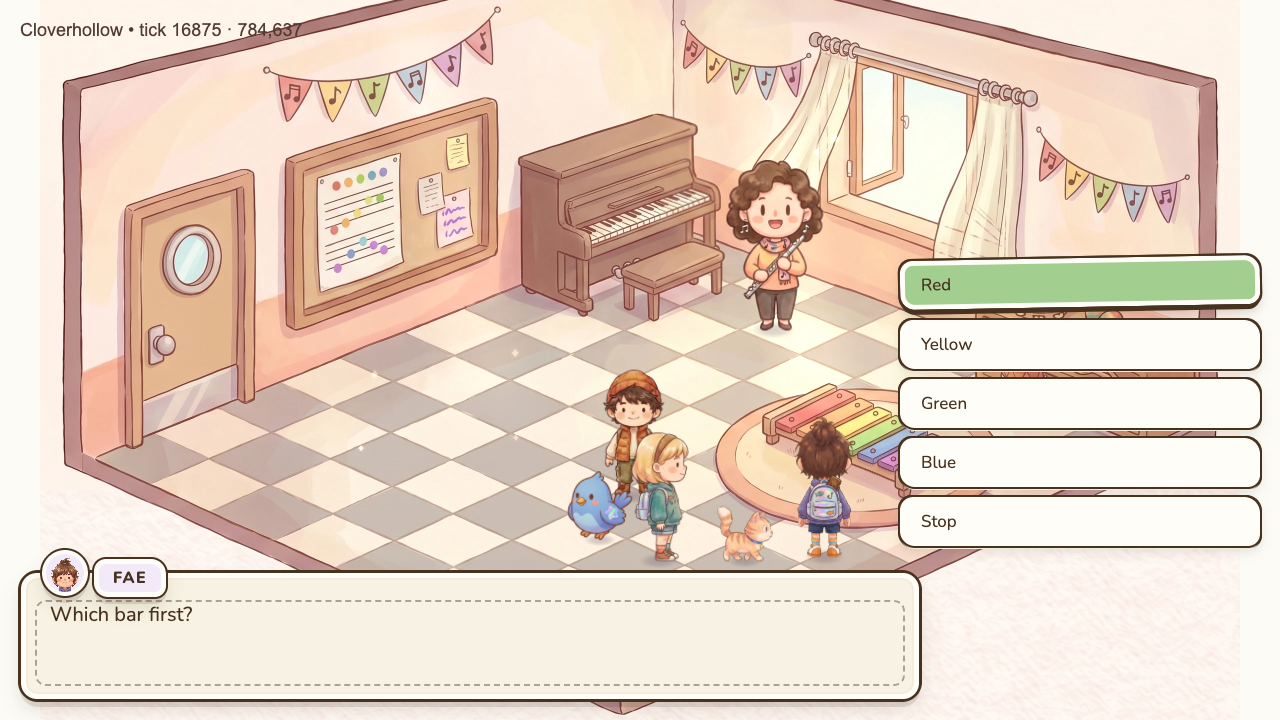 Cloverhollow • tick 16875 · 784,637
Red
Yellow
Green
Blue
Stop
FAE
Which bar first?